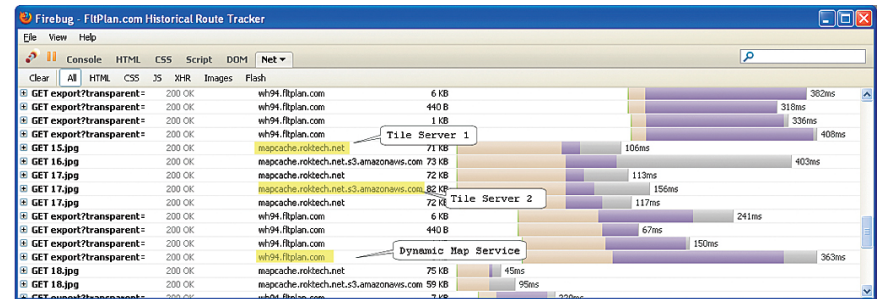 Firebug - FltPlan.com Historical Route Tracker
File View Help
Console HTML CSS Script DOM Net
Clear All HTML CSS JS XHR Images Flash
GET export?transparent= 200 OK wh94.fltplan.com 6 KB 382ms
GET export?transparent= 200 OK wh94.fltplan.com 440 B 318ms
GET export?transparent= 200 OK wh94.fltplan.com 1 KB 336ms
GET export?transparent= 200 OK wh94.fltplan.com 408ms
Tile Server 1
GET 15.jpg 200 OK mapcache.roktech.net 71 KB 106ms
GET 16.jpg 200 OK mapcache.roktech.net.s3.amazonaws.com 73 KB 403ms
GET 17.jpg 200 OK mapcache.roktech.net 72 KB 113ms
GET 17.jpg 200 OK mapcache.roktech.net.s3.amazonaws.com 82 KB 156ms
GET 17.jpg 200 OK mapcache.roktech.net 72 KB 117ms
Tile Server 2
GET export?transparent= 200 OK wh94.fltplan.com 6 KB 241ms
GET export?transparent= 200 OK wh94.fltplan.com 440 B 67ms
GET export?transparent= 200 OK wh94.fltplan.com 150ms
Dynamic Map Service
GET export?transparent= 200 OK wh94.fltplan.com 363ms
GET 18.jpg 200 OK mapcache.roktech.net 75 KB 45ms
GET 18.jpg 200 OK mapcache.roktech.net.s3.amazonaws.com 59 KB 95ms
GET export?transparent= 200 OK wh94.fltplan.com 7 KB